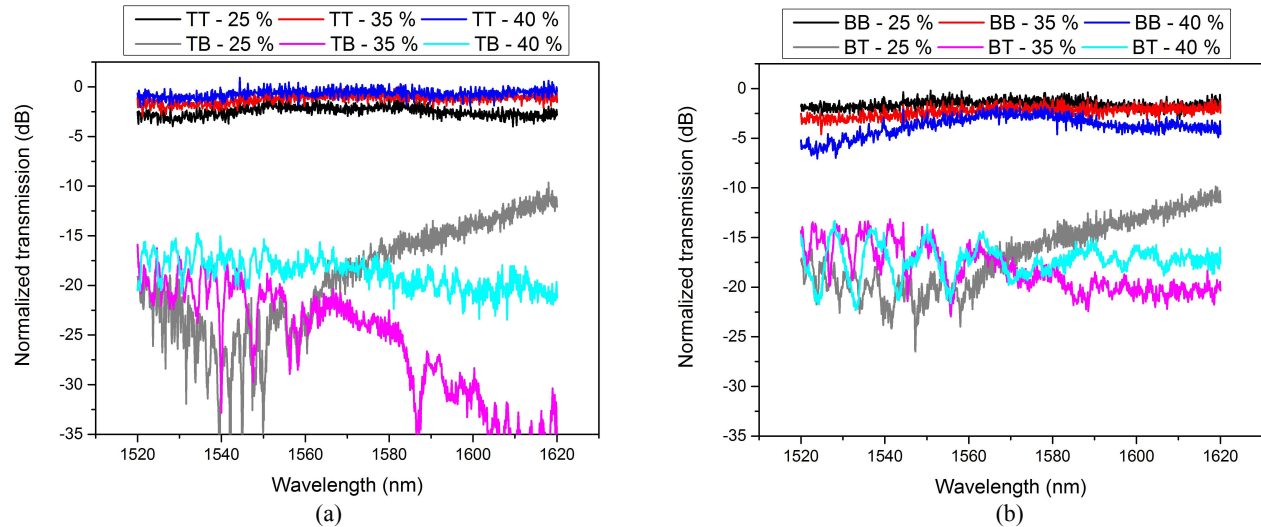 TT - 25 % TT - 35 % TT - 40 %
TB - 25 % TB - 35 % TB - 40 %
Normalized transmission (dB)
0
-5
-10
-15
-20
-25
-30
-35
1520 1540 1560 1580 1600 1620
Wavelength (nm)
(a)
BB - 25 % BB - 35 % BB - 40 %
BT - 25 % BT - 35 % BT - 40 %
Normalized transmission (dB)
0
-5
-10
-15
-20
-25
-30
-35
1520 1540 1560 1580 1600 1620
Wavelength (nm)
(b)